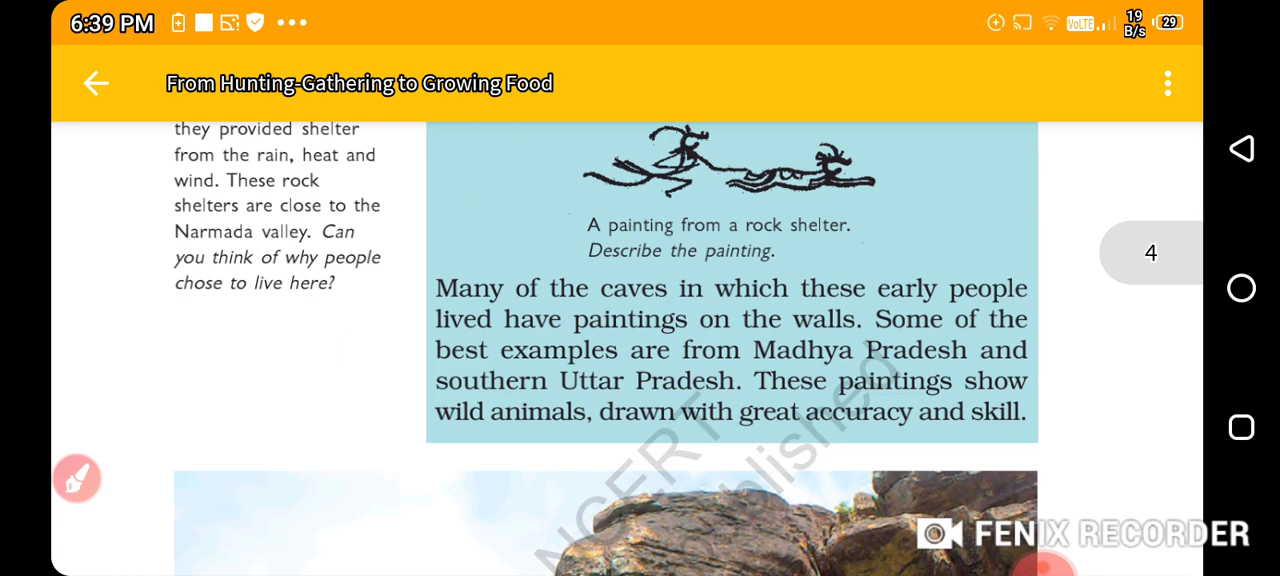 6:39 PM
VoLTE
19
B/s
29
From Hunting-Gathering to Growing Food
they provided shelter
from the rain, heat and
wind. These rock
shelters are close to the
Narmada valley. Can
you think of why people
chose to live here?
A painting from a rock shelter.
Describe the painting.
4
Many of the caves in which these early people
lived have paintings on the walls. Some of the
best examples are from Madhya Pradesh and
southern Uttar Pradesh. These paintings show
wild animals, drawn with great accuracy and skill.
NCERT
published
FENIX RECORDER